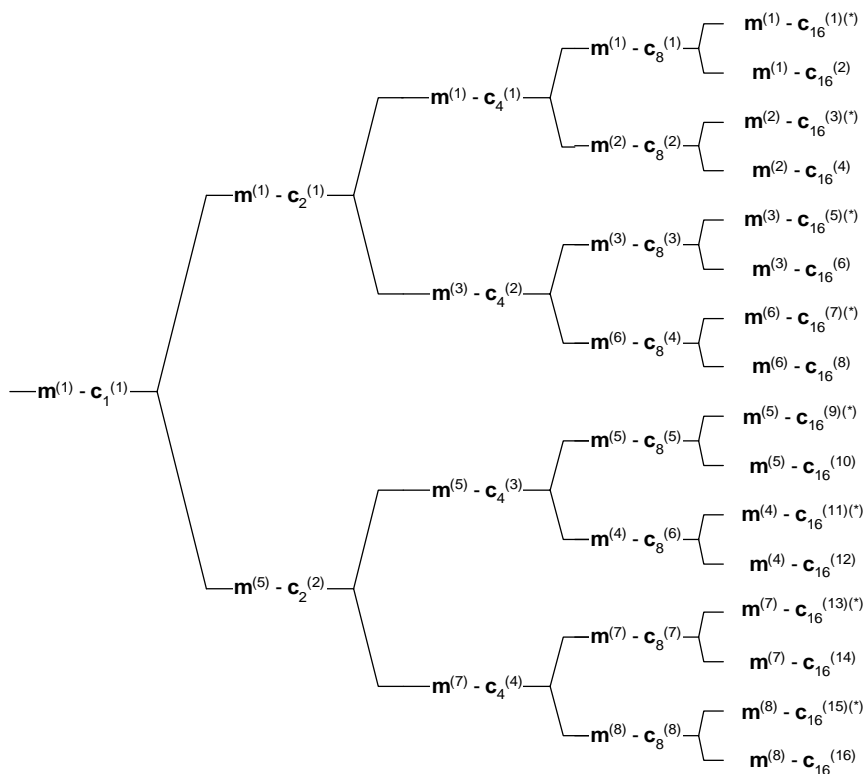 m(1) - c16(1)(*)
m(1) - c8(1)
m(1) - c16(2)
m(1) - c4(1)
m(2) - c16(3)(*)
m(2) - c8(2)
m(2) - c16(4)
m(1) - c2(1)
m(3) - c16(5)(*)
m(3) - c8(3)
m(3) - c16(6)
m(3) - c4(2)
m(6) - c16(7)(*)
m(6) - c8(4)
m(6) - c16(8)
m(1) - c1(1)
m(5) - c16(9)(*)
m(5) - c8(5)
m(5) - c16(10)
m(5) - c4(3)
m(4) - c16(11)(*)
m(4) - c8(6)
m(4) - c16(12)
m(5) - c2(2)
m(7) - c16(13)(*)
m(7) - c8(7)
m(7) - c16(14)
m(7) - c4(4)
m(8) - c16(15)(*)
m(8) - c8(8)
m(8) - c16(16)